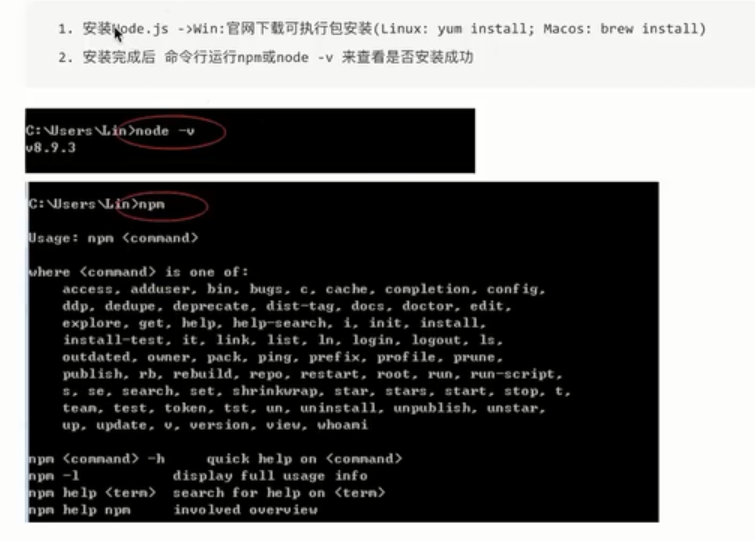 1. 安装Node.js ->Win:官网下载可执行包安装(Linux: yum install; Macos: brew install)
2. 安装完成后 命令行运行npm或node -v 来查看是否安装成功
C:\Users\Lin>node -v
v8.9.3
C:\Users\Lin>npm
Usage: npm <command>
where <command> is one of:
access, adduser, bin, bugs, c, cache, completion, config,
ddp, dedupe, deprecate, dist-tag, docs, doctor, edit,
explore, get, help, help-search, i, init, install,
install-test, it, link, list, ln, login, logout, ls,
outdated, owner, pack, ping, prefix, profile, prune,
publish, rb, rebuild, repo, restart, root, run, run-script,
s, se, search, set, shrinkwrap, star, stars, start, stop, t,
team, test, token, tst, un, uninstall, unpublish, unstar,
up, update, v, version, view, whoami
npm <command> -h     quick help on <command>
npm -l           display full usage info
npm help <term>  search for help on <term>
npm help npm     involved overview